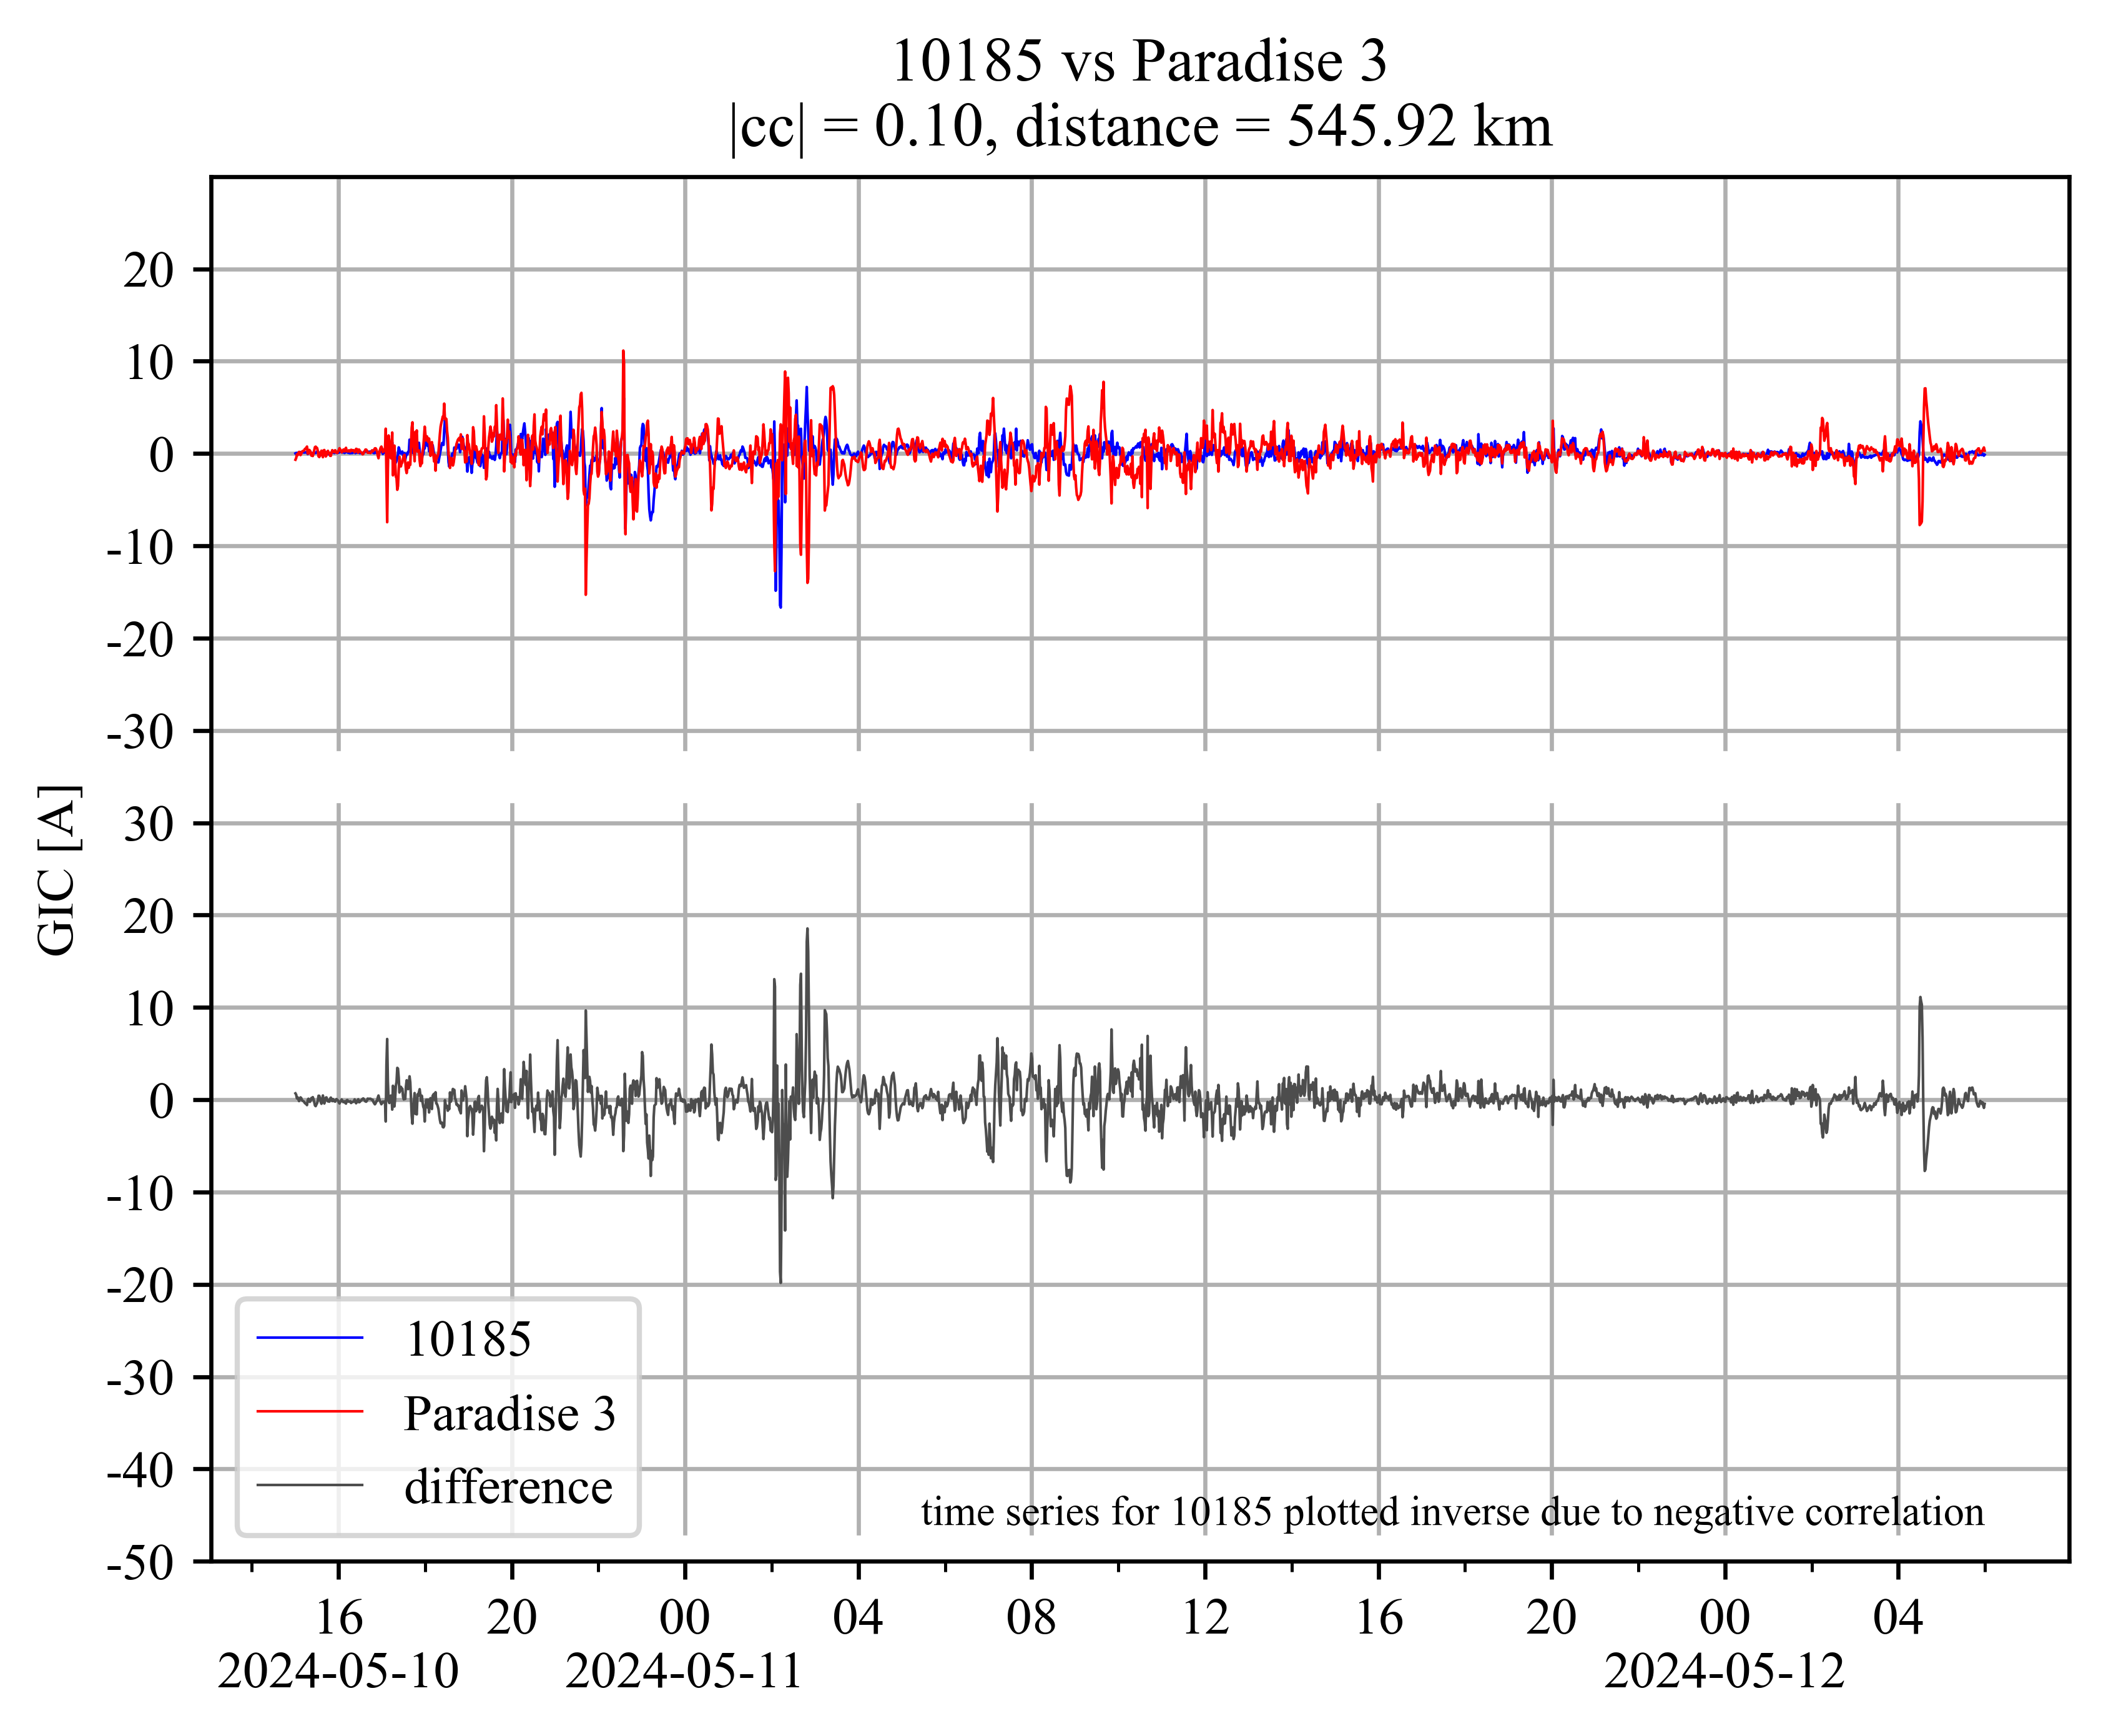 10185 vs Paradise 3
|cc| = 0.10, distance = 545.92 km
GIC [A]
20
10
0
-10
-20
-30
30
20
10
0
-10
-20
-30
-40
-50
10185
Paradise 3
difference
time series for 10185 plotted inverse due to negative correlation
16 20 00 04 08 12 16 20 00 04
2024-05-10 2024-05-11 2024-05-12